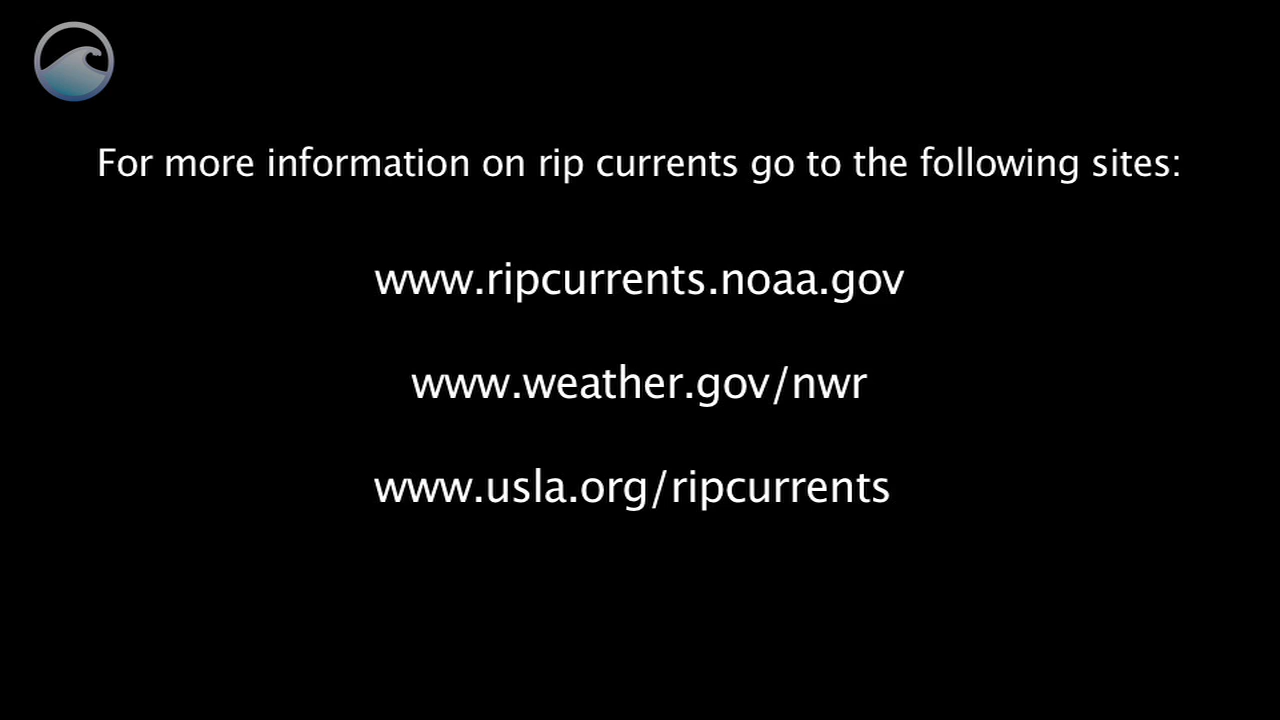 For more information on rip currents go to the following sites:
www.ripcurrents.noaa.gov
www.weather.gov/nwr
www.usla.org/ripcurrents